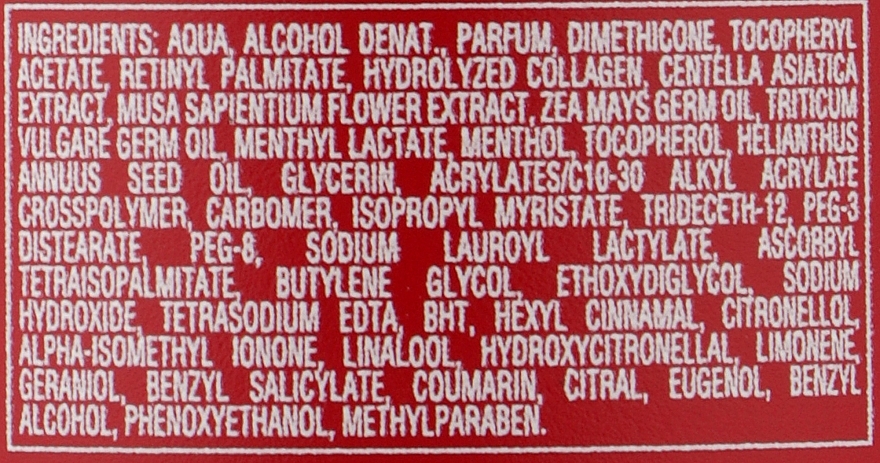 INGREDIENTS: AQUA, ALCOHOL DENAT., PARFUM, DIMETHICONE, TOCOPHERYL
ACETATE, RETINYL PALMITATE, HYDROLYZED COLLAGEN, CENTELLA ASIATICA
EXTRACT, MUSA SAPIENTIUM FLOWER EXTRACT, ZEA MAYS GERM OIL, TRITICUM
VULGARE GERM OIL, MENTHYL LACTATE, MENTHOL, TOCOPHEROL, HELIANTHUS
ANNUUS SEED OIL, GLYCERIN, ACRYLATES/C10-30 ALKYL ACRYLATE
CROSSPOLYMER, CARBOMER, ISOPROPYL MYRISTATE, TRIDECETH-12, PEG-3
DISTEARATE, PEG-8, SODIUM LAUROYL LACTYLATE, ASCORBYL
TETRAISOPALMITATE, BUTYLENE GLYCOL, ETHOXYDIGLYCOL, SODIUM
HYDROXIDE, TETRASODIUM EDTA, BHT, HEXYL CINNAMAL, CITRONELLOL,
ALPHA-ISOMETHYL IONONE, LINALOOL, HYDROXYCITRONELLAL, LIMONENE,
GERANIOL, BENZYL SALICYLATE, COUMARIN, CITRAL, EUGENOL, BENZYL
ALCOHOL, PHENOXYETHANOL, METHYLPARABEN.